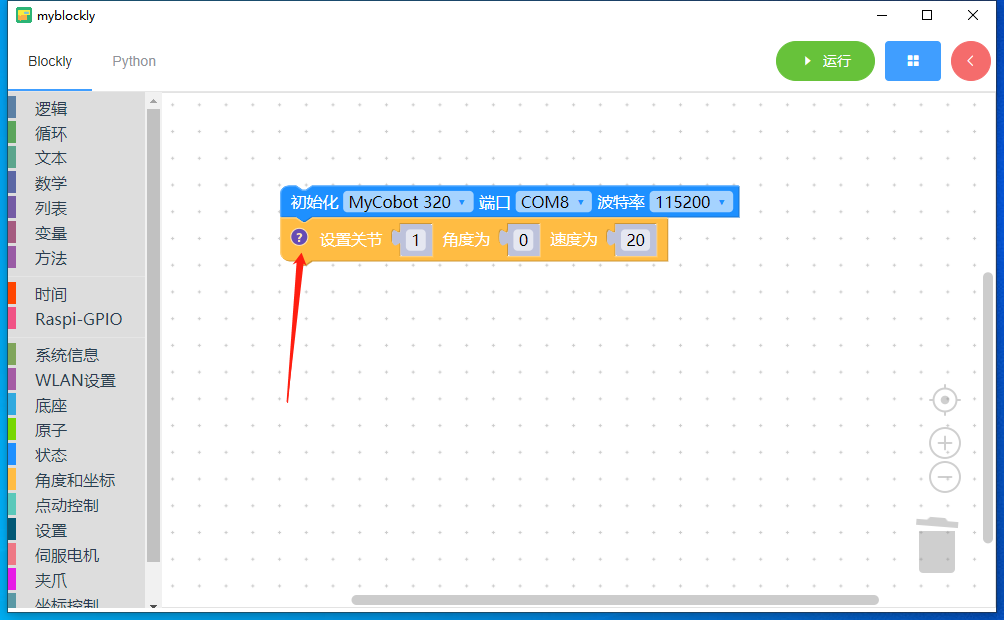 myblockly
Blockly Python 运行
逻辑
循环
文本
数学
列表
变量
方法
时间
Raspi-GPIO
系统信息
WLAN设置
底座
原子
状态
角度和坐标
点动控制
设置
伺服电机
夹爪
坐标控制
初始化 MyCobot 320 端口 COM8 波特率 115200
? 设置关节 1 角度为 0 速度为 20